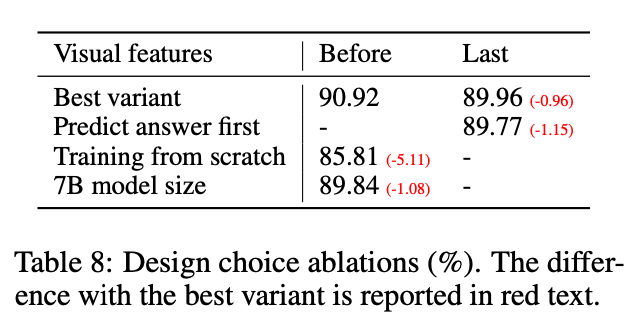 Visual features Before Last
Best variant 90.92 89.96 (-0.96)
Predict answer first - 89.77 (-1.15)
Training from scratch 85.81 (-5.11) -
7B model size 89.84 (-1.08) -
Table 8: Design choice ablations (%). The differ-
ence with the best variant is reported in red text.